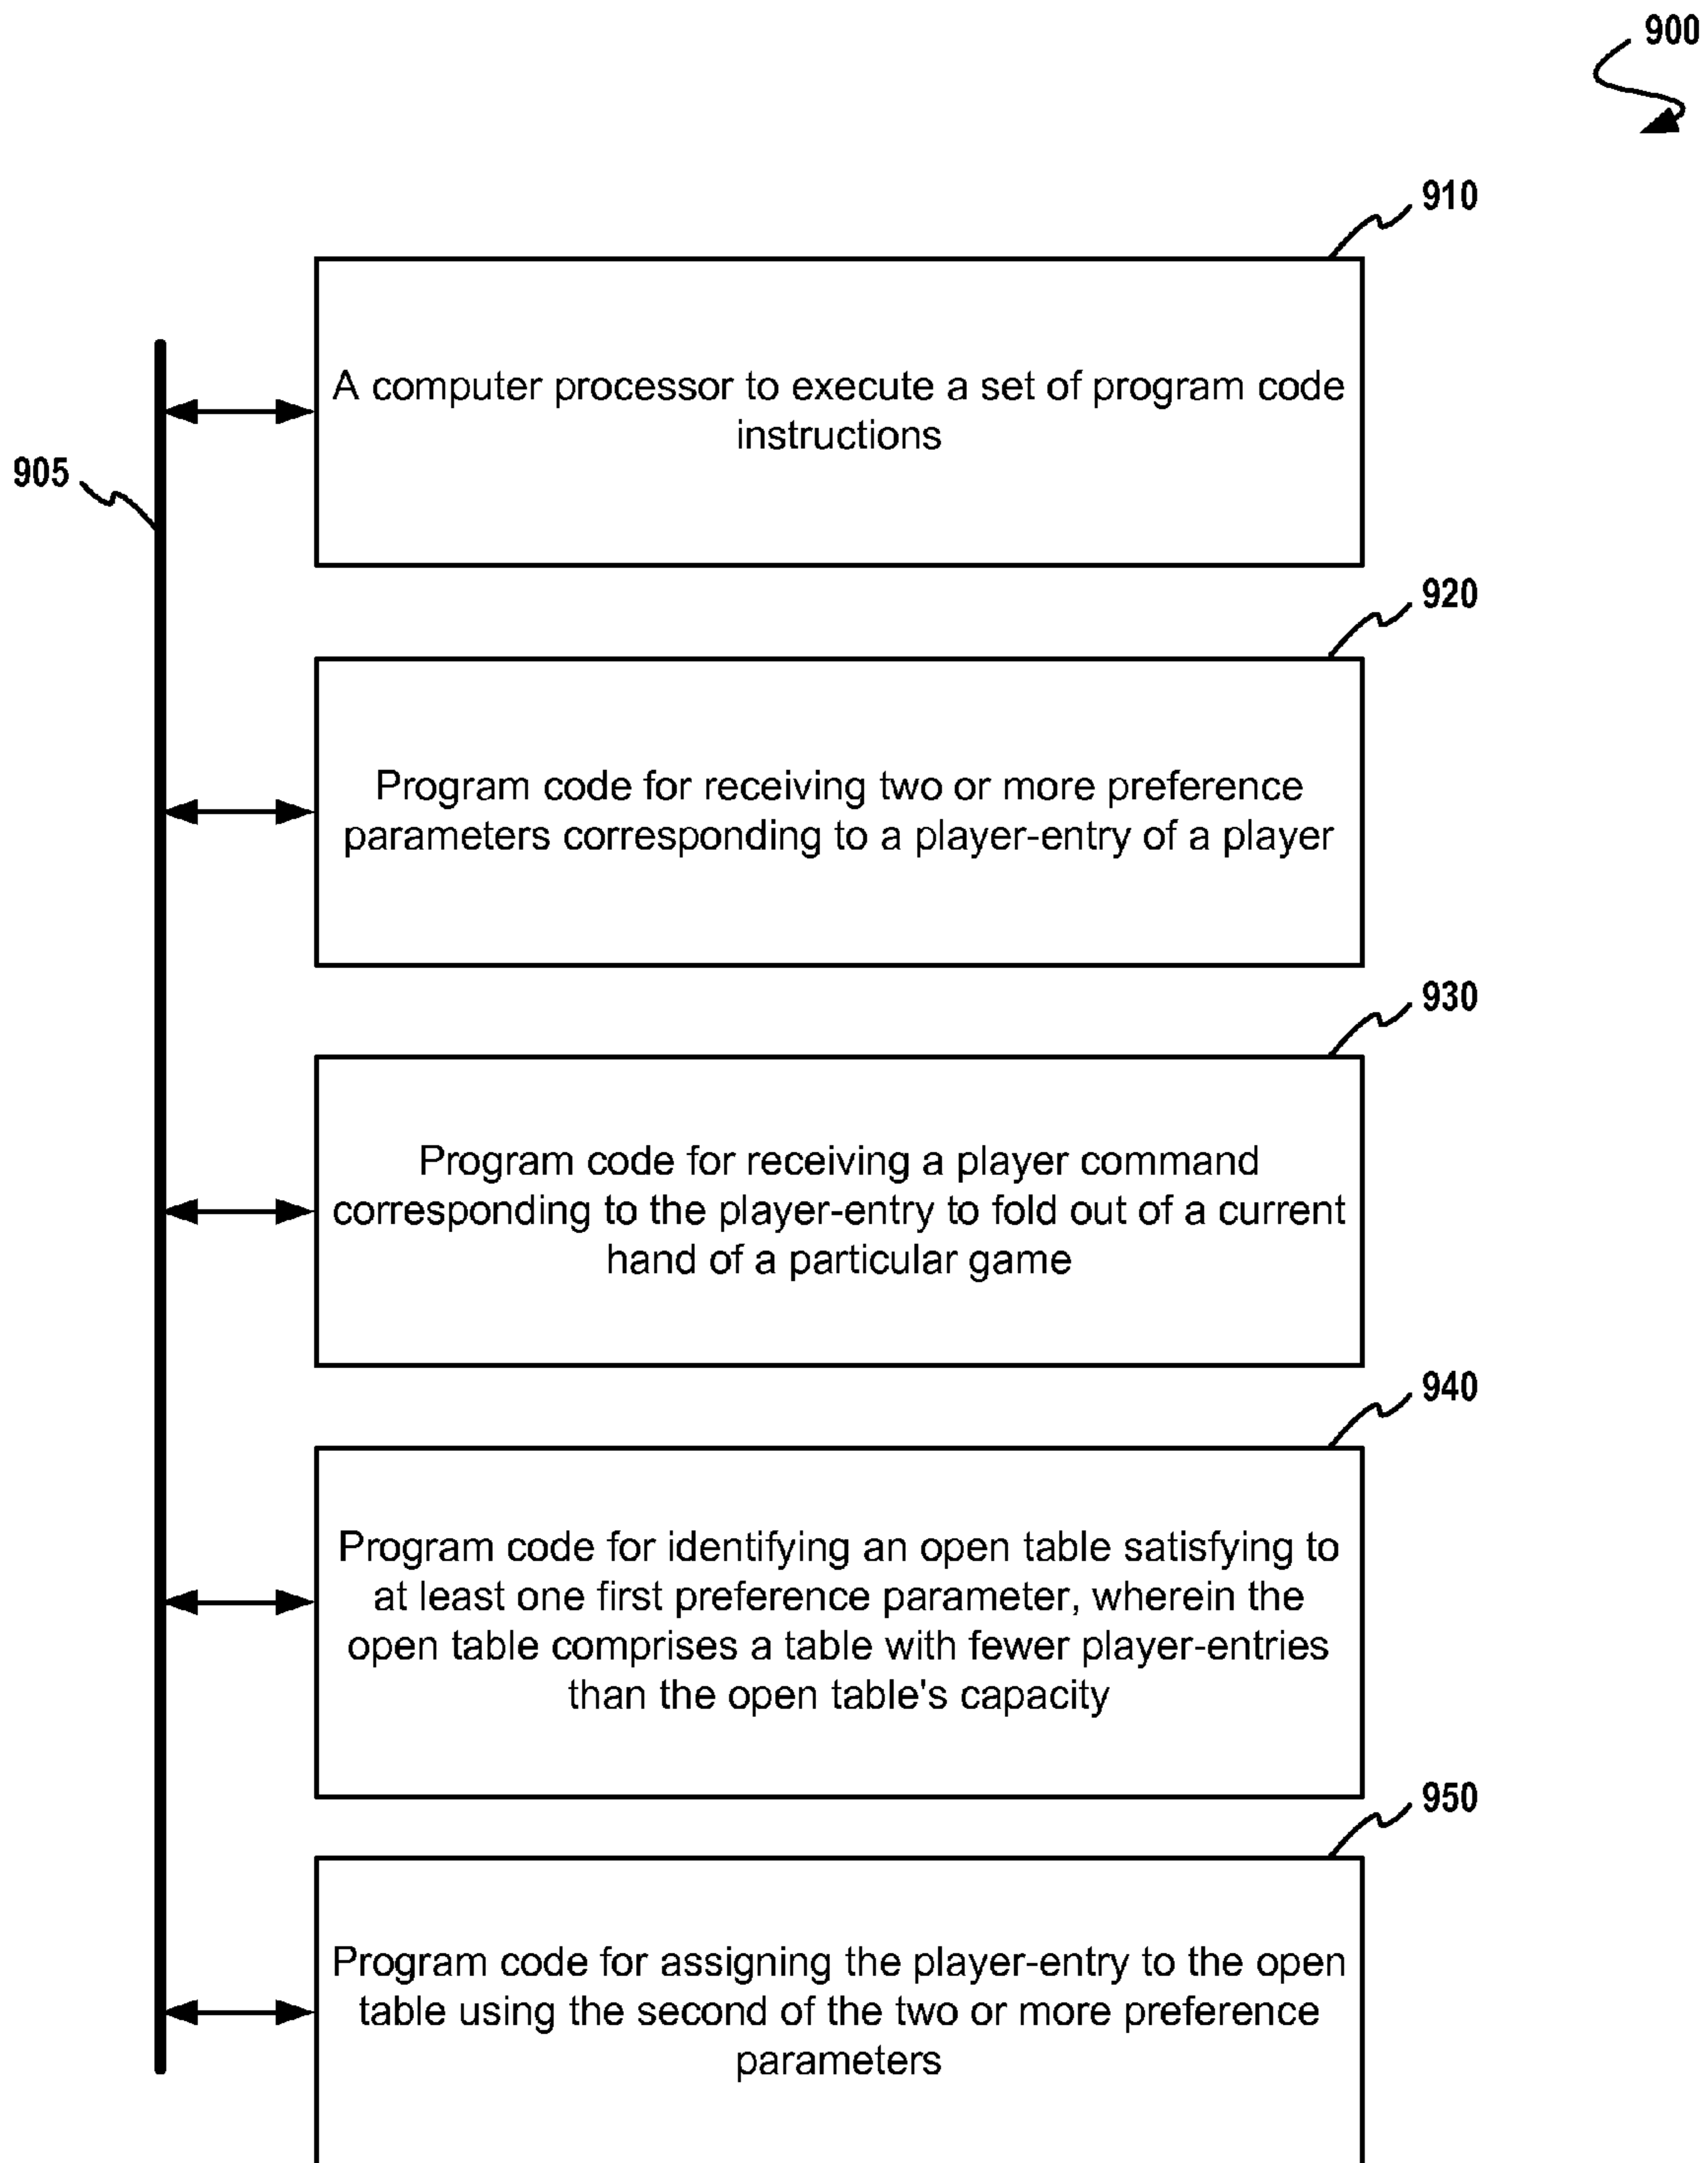 900
910
A computer processor to execute a set of program code
instructions
905
920
Program code for receiving two or more preference
parameters corresponding to a player-entry of a player
930
Program code for receiving a player command
corresponding to the player-entry to fold out of a current
hand of a particular game
940
Program code for identifying an open table satisfying to
at least one first preference parameter, wherein the
open table comprises a table with fewer player-entries
than the open table's capacity
950
Program code for assigning the player-entry to the open
table using the second of the two or more preference
parameters